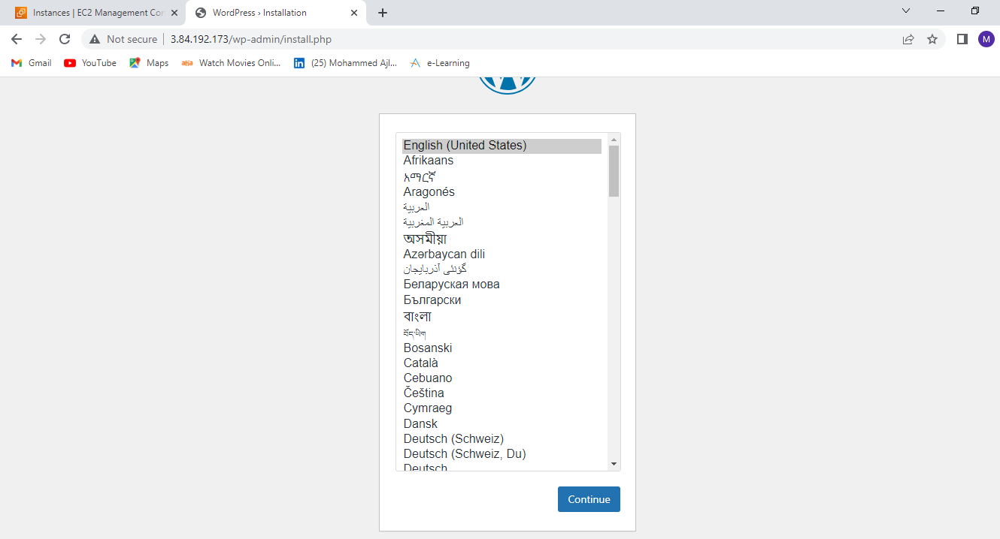 Instances | EC2 Management Con
WordPress › Installation
Not secure
3.84.192.173/wp-admin/install.php
M
Gmail
YouTube
Maps
Watch Movies Onli...
(25) Mohammed Ajl...
e-Learning
English (United States)
Afrikaans
አማርኛ
Aragonés
العربية
العربية المغربية
অসমীয়া
Azərbaycan dili
گؤنئی آذربایجان
Беларуская мова
Български
বাংলা
བོད་ཡིག
Bosanski
Català
Cebuano
Čeština
Cymraeg
Dansk
Deutsch (Schweiz)
Deutsch (Schweiz, Du)
Deutsch
Continue